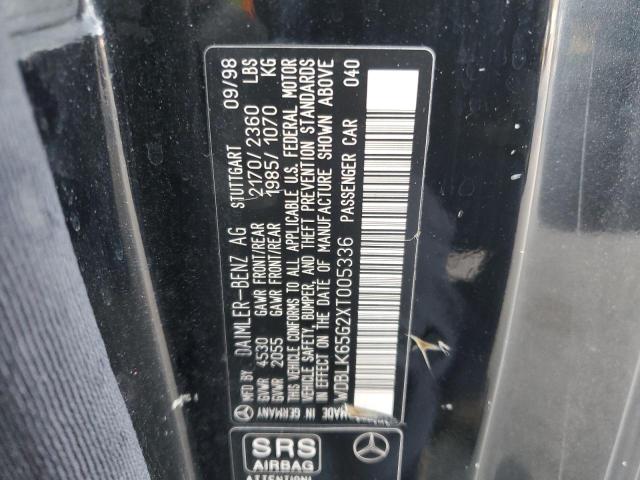 MFD BY DAIMLER-BENZ AG STUTTGART 09/98
GVWR 4530 GAWR FRONT/REAR 2170/2360 LBS
GVWR 2055 GAWR FRONT/REAR 1985/1070 KG
THIS VEHICLE CONFORMS TO ALL APPLICABLE U.S. FEDERAL MOTOR
VEHICLE SAFETY, BUMPER, AND THEFT PREVENTION STANDARDS
IN EFFECT ON THE DATE OF MANUFACTURE SHOWN ABOVE
WDBLK65G2XT005336 PASSENGER CAR 040
MADE IN GERMANY
SRS
AIRBAG
ATTENTION!